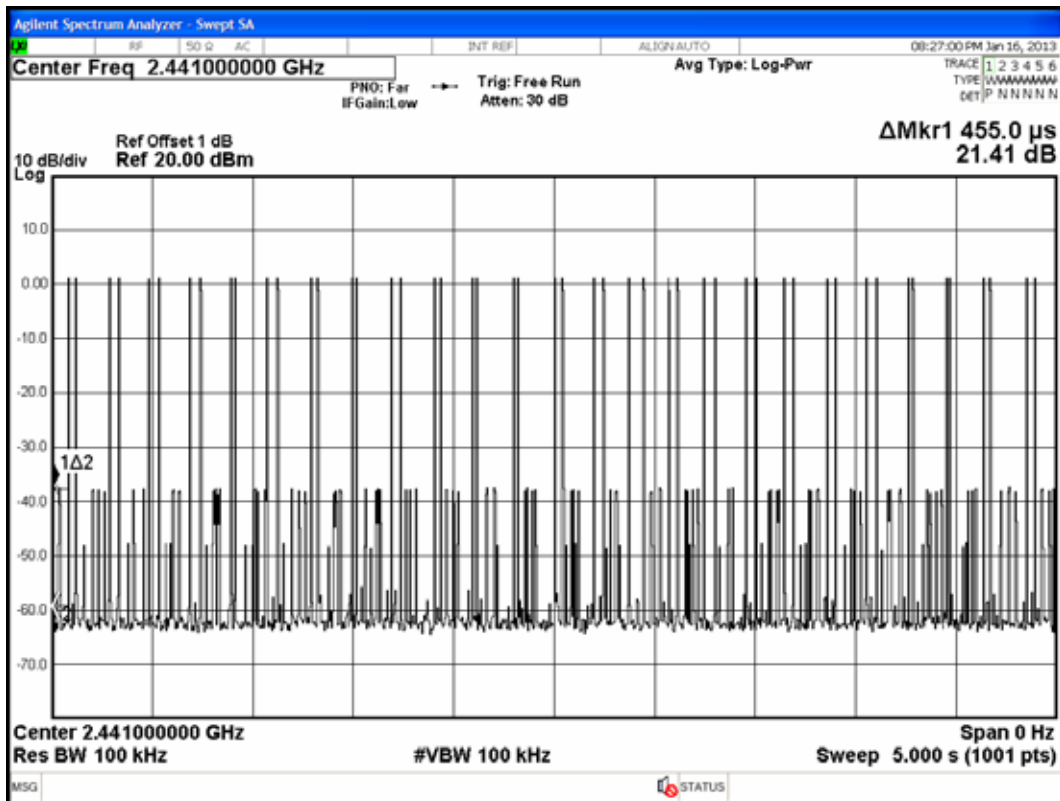 Agilent Spectrum Analyzer - Swept SA
LXI RF 50 Ω AC INT REF ALIGN AUTO 08:27:00 PM Jan 16, 2013
Center Freq 2.441000000 GHz Avg Type: Log-Pwr TRACE 1 2 3 4 5 6
PNO: Far Trig: Free Run TYPE WWWWWW
IFGain:Low Atten: 30 dB DET P N N N N N
ΔMkr1 455.0 μs
Ref Offset 1 dB
10 dB/div Ref 20.00 dBm 21.41 dB
Log
10.0
0.00
-10.0
-20.0
-30.0
1Δ2
-40.0
-50.0
-60.0
-70.0
Center 2.441000000 GHz Span 0 Hz
Res BW 100 kHz #VBW 100 kHz Sweep 5.000 s (1001 pts)
MSG STATUS